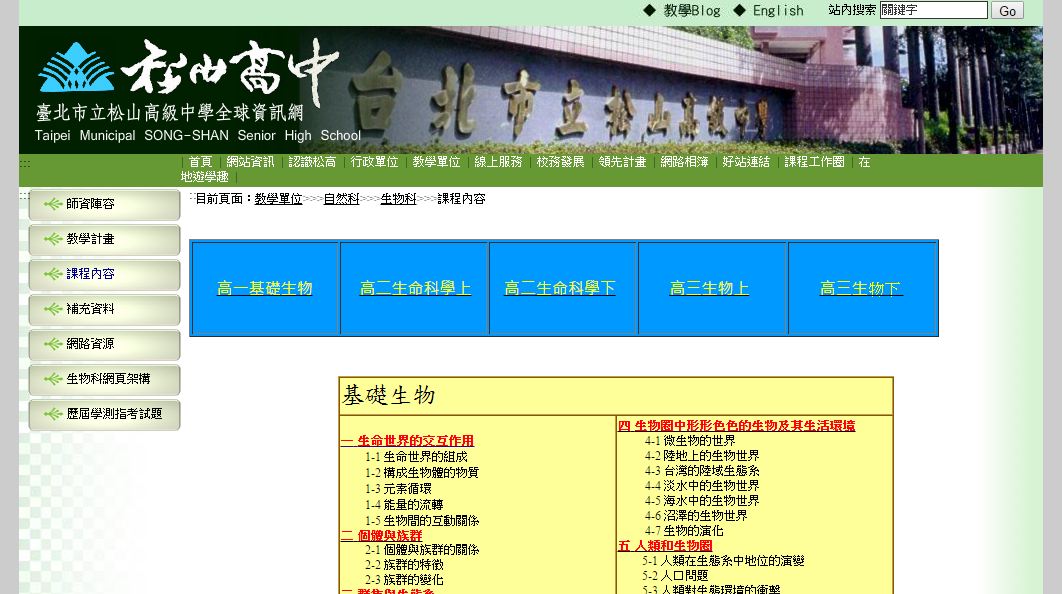 ◆ 教學Blog ◆ English 站內搜索 關鍵字 Go
松山高中
臺北市立松山高級中學全球資訊網
Taipei Municipal SONG-SHAN Senior High School
臺北市立松山高級中學
::: | 首頁 | 網站資訊 | 認識松高 | 行政單位 | 教學單位 | 線上服務 | 校務發展 | 領先計畫 | 網路相簿 | 好站連結 | 課程工作圈 | 在
地遊學趣 |
:::
師資陣容
教學計畫
課程內容
補充資料
網路資源
生物科網頁架構
歷屆學測指考試題
:::目前頁面：教學單位>>>自然科>>>生物科>>>課程內容
高一基礎生物 高二生命科學上 高二生命科學下 高三生物上 高三生物下
基礎生物
一 生命世界的交互作用
1-1 生命世界的組成
1-2 構成生物體的物質
1-3 元素循環
1-4 能量的流轉
1-5 生物間的互動關係
二 個體與族群
2-1 個體與族群的關係
2-2 族群的特徵
2-3 族群的變化
三 群集與生態系
四 生物圈中形形色色的生物及其生活環境
4-1 微生物的世界
4-2 陸地上的生物世界
4-3 台灣的陸域生態系
4-4 淡水中的生物世界
4-5 海水中的生物世界
4-6 沼澤的生物世界
4-7 生物的演化
五 人類和生物圈
5-1 人類在生態系中地位的演變
5-2 人口問題
5-3 人類對生態環境的衝擊